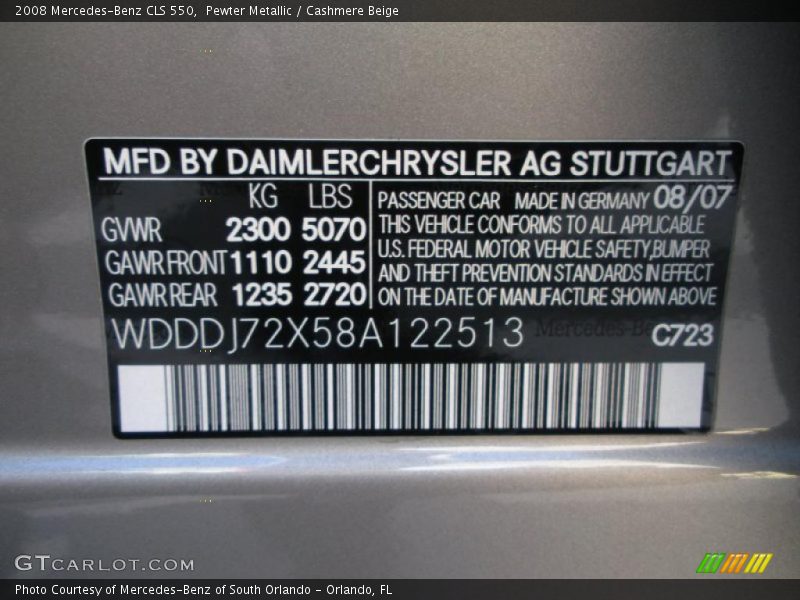 2008 Mercedes-Benz CLS 550,  Pewter Metallic / Cashmere Beige
MFD BY DAIMLERCHRYSLER AG STUTTGART
KG LBS
GVWR 2300 5070
GAWR FRONT 1110 2445
GAWR REAR 1235 2720
PASSENGER CAR MADE IN GERMANY 08/07
THIS VEHICLE CONFORMS TO ALL APPLICABLE
U.S. FEDERAL MOTOR VEHICLE SAFETY,BUMPER
AND THEFT PREVENTION STANDARDS IN EFFECT
ON THE DATE OF MANUFACTURE SHOWN ABOVE
WDDDJ72X58A122513 C723
GTCARLOT.COM
Photo Courtesy of Mercedes-Benz of South Orlando - Orlando, FL